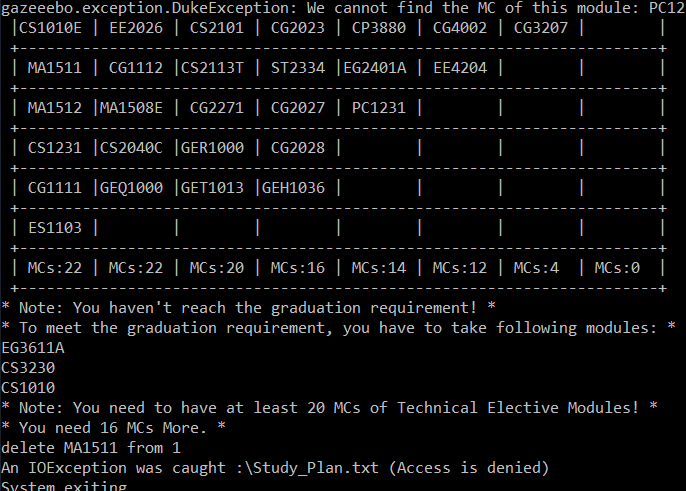 gazeeebo.exception.DukeException: We cannot find the MC of this module: PC12
|CS1010E | EE2026 | CS2101 | CG2023 | CP3880 | CG4002 | CG3207 |        |
+-----------------------------------------------------------------------+
| MA1511 | CG1112 |CS2113T | ST2334 |EG2401A | EE4204 |        |        |
+-----------------------------------------------------------------------+
| MA1512 |MA1508E | CG2271 | CG2027 | PC1231 |        |        |        |
+-----------------------------------------------------------------------+
| CS1231 |CS2040C |GER1000 | CG2028 |        |        |        |        |
+-----------------------------------------------------------------------+
| CG1111 |GEQ1000 |GET1013 |GEH1036 |        |        |        |        |
+-----------------------------------------------------------------------+
| ES1103 |        |        |        |        |        |        |        |
+-----------------------------------------------------------------------+
| MCs:22 | MCs:22 | MCs:20 | MCs:16 | MCs:14 | MCs:12 | MCs:4  | MCs:0  |
+-----------------------------------------------------------------------+
* Note: You haven't reach the graduation requirement! *
* To meet the graduation requirement, you have to take following modules: *
EG3611A
CS3230
CS1010
* Note: You need to have at least 20 MCs of Technical Elective Modules! *
* You need 16 MCs More. *
delete MA1511 from 1
An IOException was caught :\Study_Plan.txt (Access is denied)
System exiting